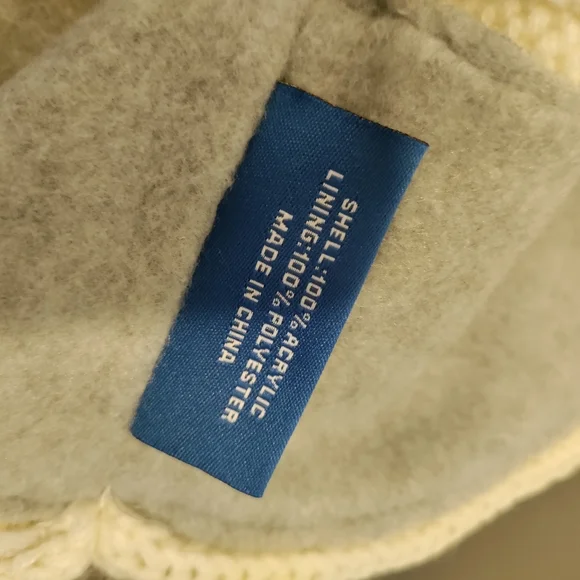 SHELL:100% ACRYLIC
LINING:100% POLYESTER
MADE IN CHINA